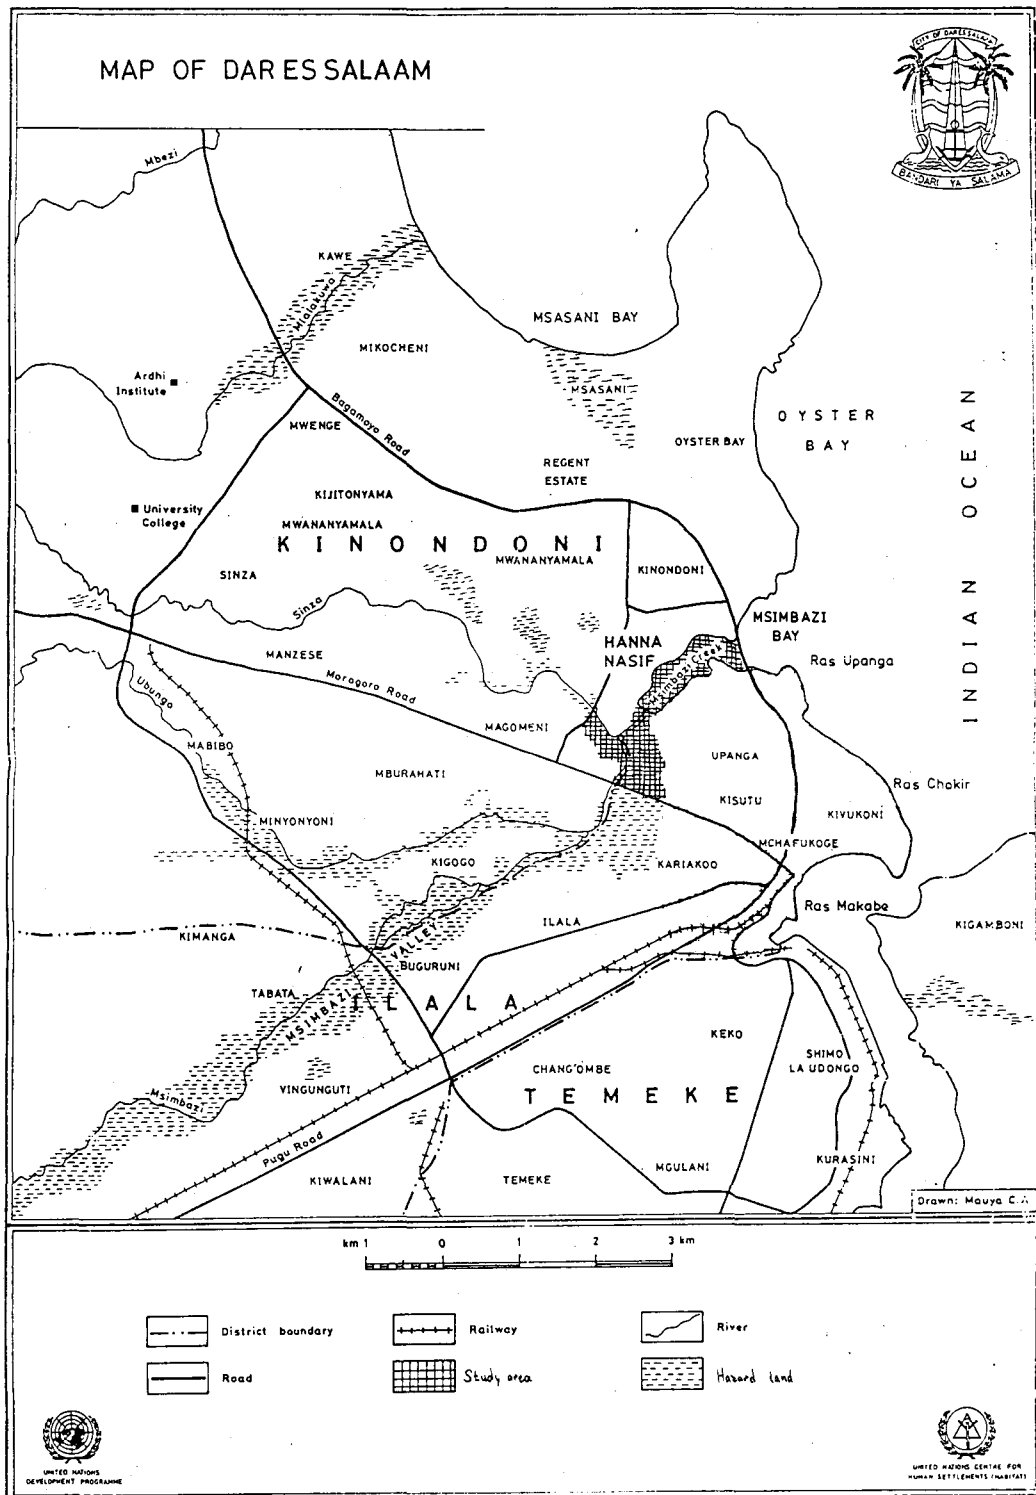 MAP OF DARESSALAAM
CITY OF DARESSALAAM
BANDARI YA SALAMA
Mbezi
KAWE
Mlalakuwa
MSASANI BAY
MIKOCHENI
Ardhi
Institute
MSASANI
Bagamoyo Road
MWENGE
OYSTER
BAY
OYSTER BAY
INDIAN OCEAN
REGENT
ESTATE
KIJITONYAMA
University
College
MWANANYAMALA
KINONDONI
MWANANYAMALA
KINONDONI
SINZA
Sinza
MSIMBAZI
BAY
HANNA
NASIF
Msimbazi Creek
Ras Upanga
MANZESE
Morogoro Road
Ubungo
MAGOMENI
MABIBO
UPANGA
MBURAHATI
Ras Chokir
KISUTU
KIVUKONI
MINYONYONI
MCHAFUKOGE
KIGOGO
KARIAKOO
Ras Makabe
ILALA
KIGAMBONI
KIMANGA
BUGURUNI
TABATA
MSIMBAZI VALLEY
ILALA
KEKO
SHIMO
LA UDONGO
CHANG'OMBE
TEMEKE
VINGUNGUTI
Msimbazi
Pugu Road
MGULANI
KURASINI
KIWALANI
TEMEKE
Drawn: Mauya C.A
km 1 0 1 2 3 km
District boundary
Railway
River
Road
Study area
Hazard land
UNITED NATIONS
DEVELOPMENT PROGRAMME
UNITED NATIONS CENTRE FOR
HUMAN SETTLEMENTS (HABITAT)